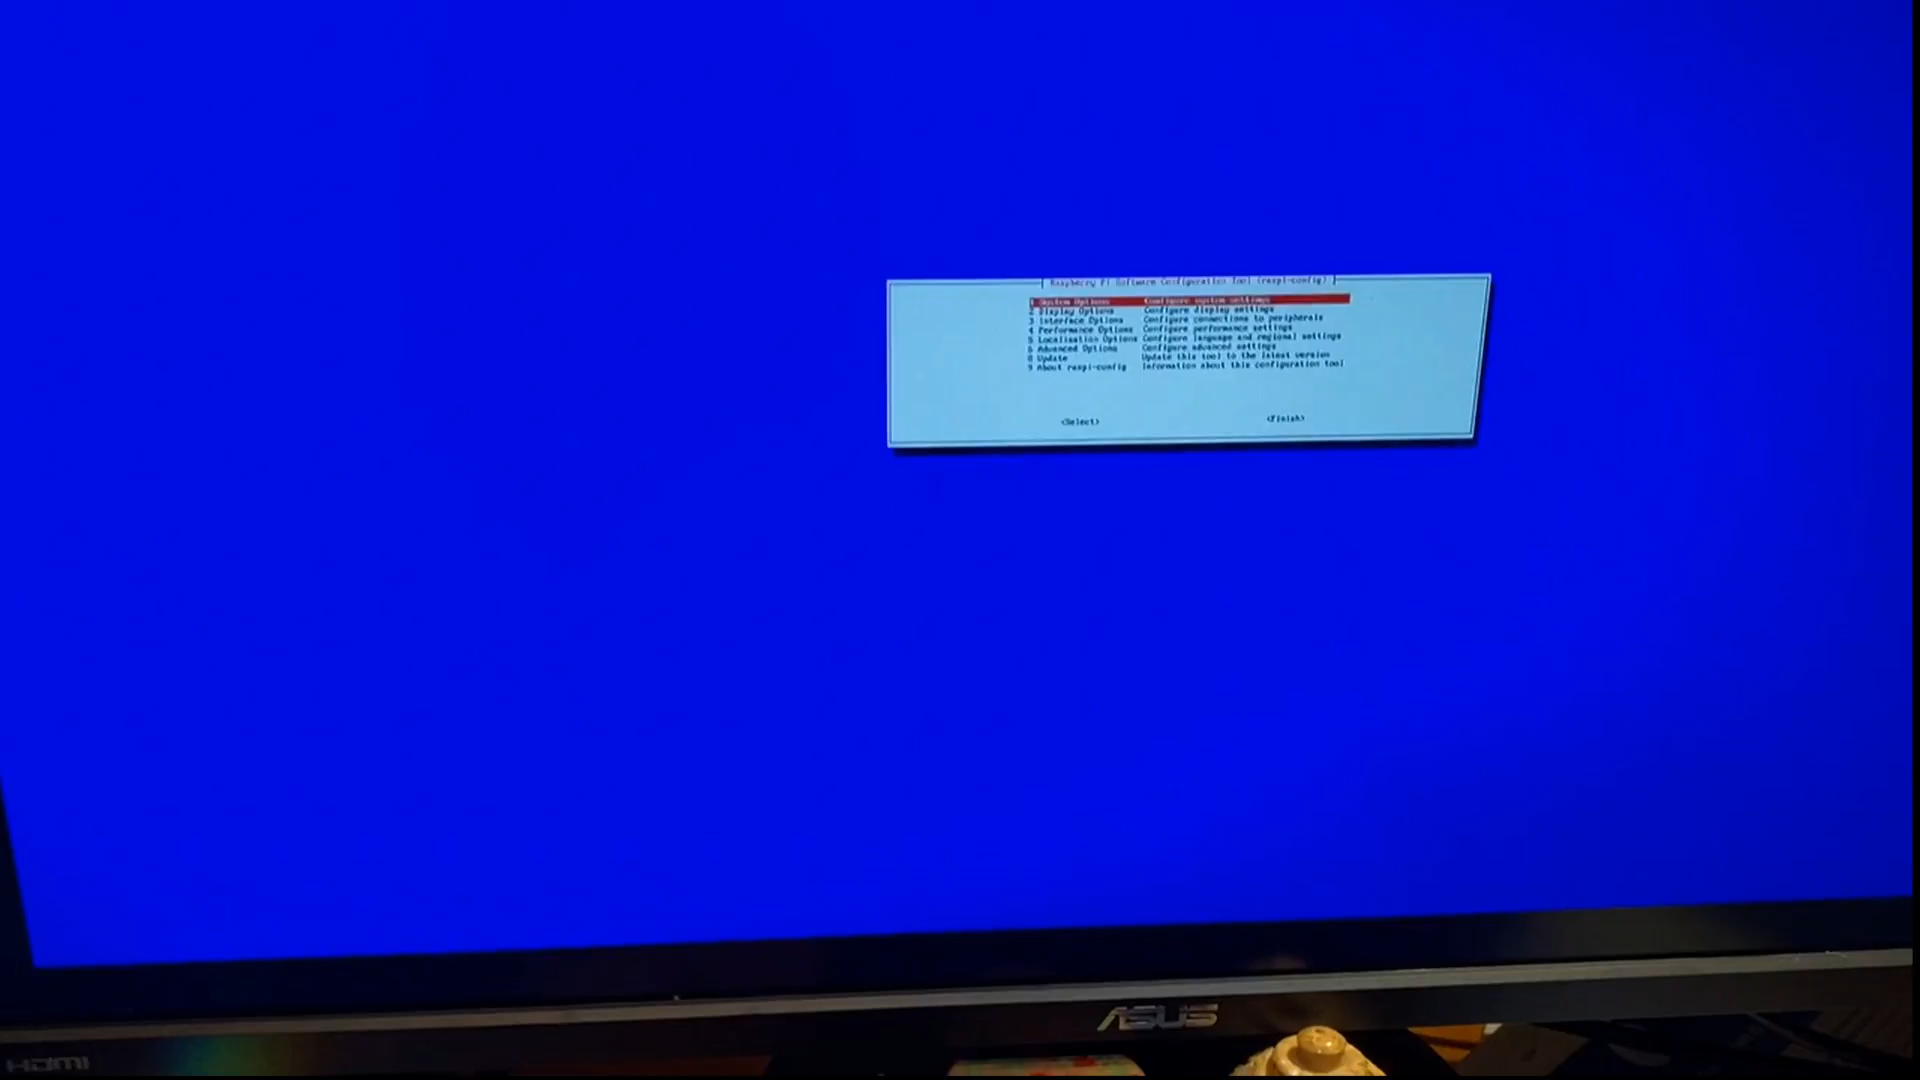 Raspberry Pi Software Configuration Tool (raspi-config)
1 System Options Configure system settings
2 Display Options Configure display settings
3 Interface Options Configure connections to peripherals
4 Performance Options Configure performance settings
5 Localisation Options Configure language and regional settings
6 Advanced Options Configure advanced settings
8 Update Update this tool to the latest version
9 About raspi-config Information about this configuration tool
<Select> <Finish>
ASUS
HDMI